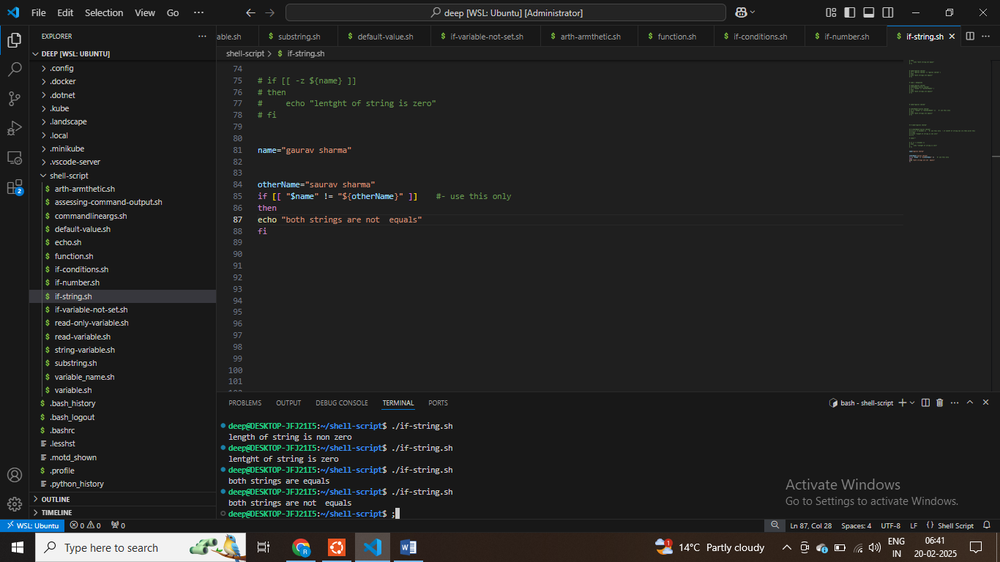 File Edit Selection View Go ··· deep [WSL: Ubuntu] [Administrator]
EXPLORER ···
able.sh $ substring.sh $ default-value.sh $ if-variable-not-set.sh $ arth-armthetic.sh $ function.sh $ if-conditions.sh $ if-number.sh $ if-string.sh
shell-script > $ if-string.sh
DEEP [WSL: UBUNTU]
.config
.docker
.dotnet
.kube
.landscape
.local
.minikube
.vscode-server
shell-script
$ arth-armthetic.sh
$ assessing-command-output.sh
$ commandlineargs.sh
$ default-value.sh
$ echo.sh
$ function.sh
$ if-conditions.sh
$ if-number.sh
$ if-string.sh
$ if-variable-not-set.sh
$ read-only-variable.sh
$ read-variable.sh
$ string-variable.sh
$ substring.sh
$ variable_name.sh
$ variable.sh
$ .bash_history
$ .bash_logout
$ .bashrc
.lesshst
.motd_shown
$ .profile
.python_history
OUTLINE
TIMELINE
2
74
75 # if [[ -z ${name} ]]
76 # then
77 #     echo "lentght of string is zero"
78 # fi
79
80
81 name="gaurav sharma"
82
83
84 otherName="saurav sharma"
85 if [[ "$name" != "${otherName}" ]]    #- use this only
86 then
87 echo "both strings are not  equals"
88 fi
89
90
91
92
93
94
95
96
97
98
99
100
101
PROBLEMS OUTPUT DEBUG CONSOLE TERMINAL PORTS bash - shell-script
deep@DESKTOP-JFJ21I5:~/shell-script$ ./if-string.sh
length of string is non zero
deep@DESKTOP-JFJ21I5:~/shell-script$ ./if-string.sh
lentght of string is zero
deep@DESKTOP-JFJ21I5:~/shell-script$ ./if-string.sh
both strings are equals
deep@DESKTOP-JFJ21I5:~/shell-script$ ./if-string.sh
both strings are not  equals
deep@DESKTOP-JFJ21I5:~/shell-script$ ;
Activate Windows
Go to Settings to activate Windows.
WSL: Ubuntu 0 0 0 Ln 87, Col 28 Spaces: 4 UTF-8 LF Shell Script
Type here to search 1 14°C Partly cloudy ENG IN 06:41 20-02-2025